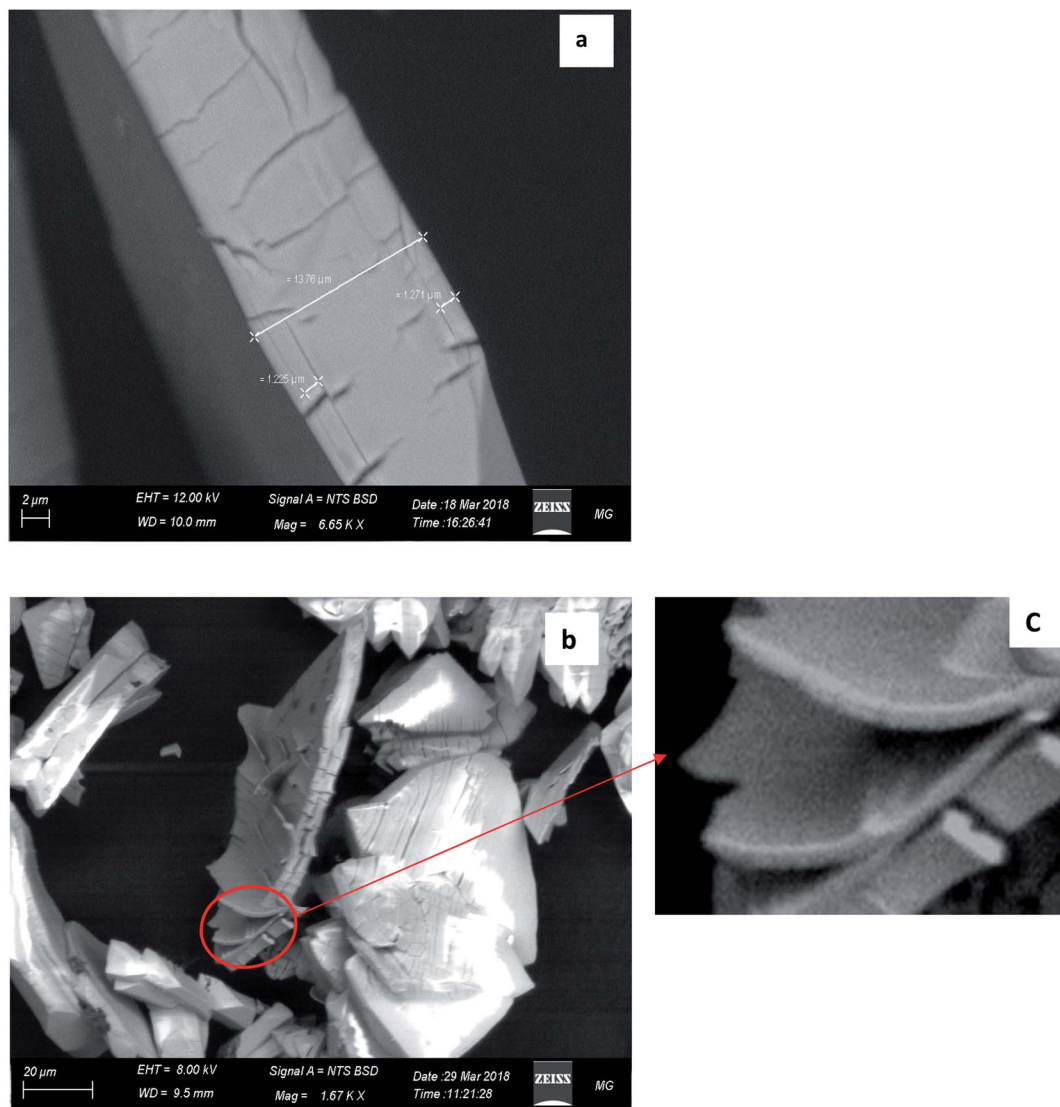 a
= 13.76 µm
= 1.271 µm
= 1.225 µm
2 µm
EHT = 12.00 kV
WD = 10.0 mm
Signal A = NTS BSD
Mag = 6.65 K X
Date :18 Mar 2018
Time :16:26:41
ZEISS
MG
b
C
20 µm
EHT = 8.00 kV
WD = 9.5 mm
Signal A = NTS BSD
Mag = 1.67 K X
Date :29 Mar 2018
Time :11:21:28
ZEISS
MG